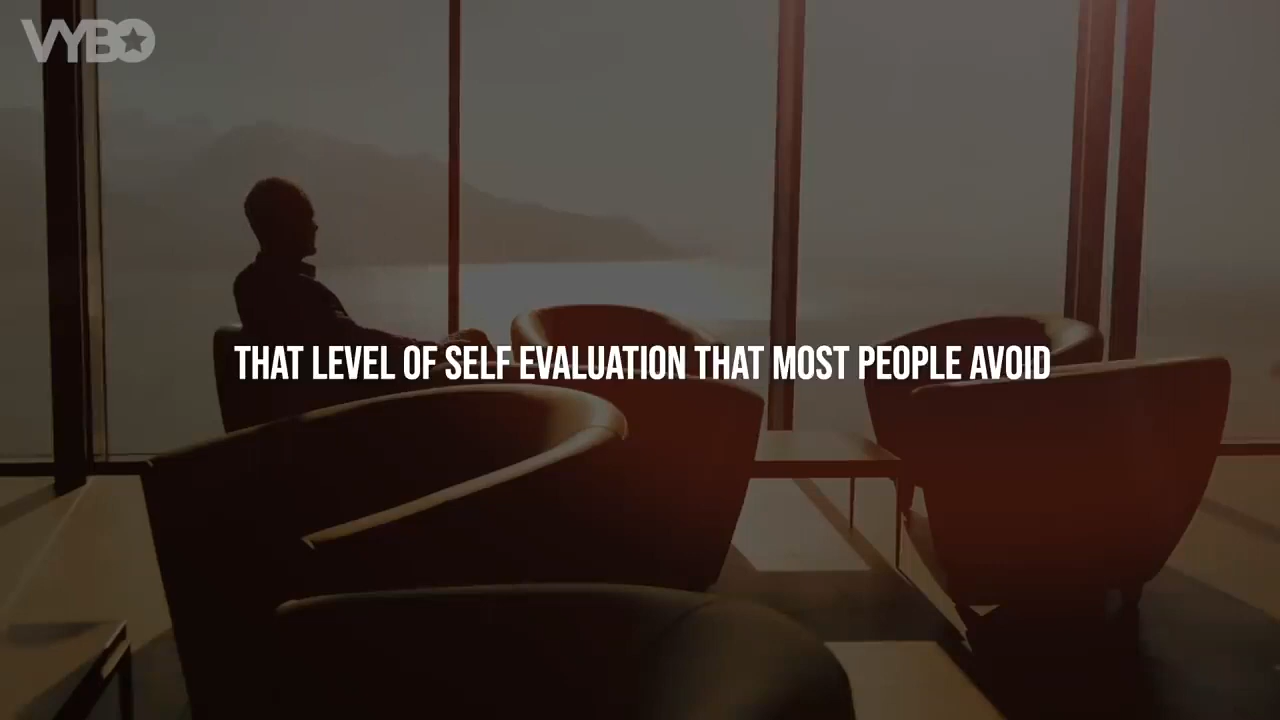 VYBO
THAT LEVEL OF SELF EVALUATION THAT MOST PEOPLE AVOID